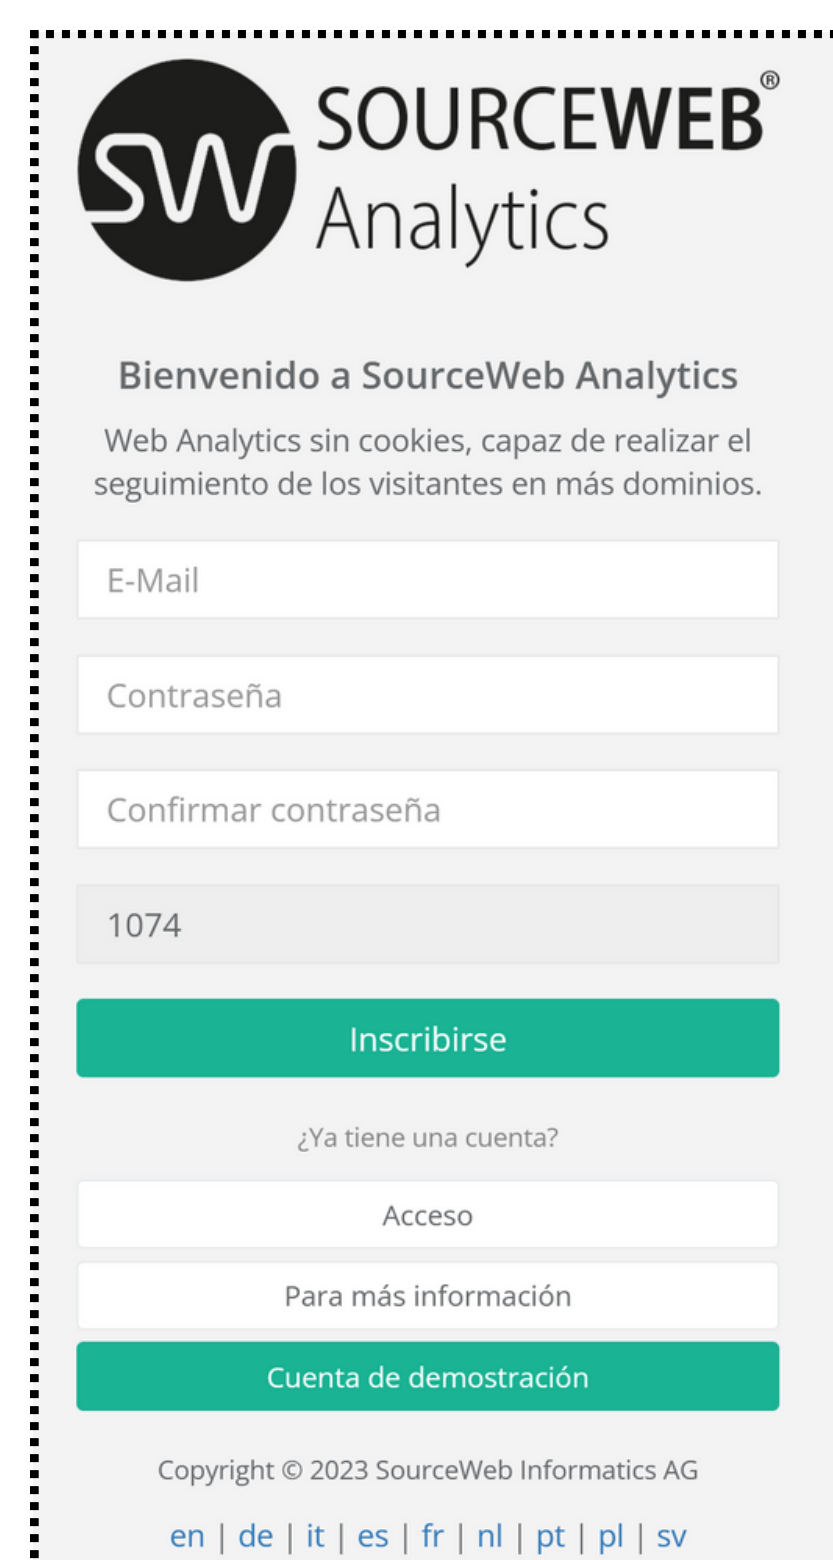 SW
SOURCEWEB®
Analytics
Bienvenido a SourceWeb Analytics
Web Analytics sin cookies, capaz de realizar el
seguimiento de los visitantes en más dominios.
E-Mail
Contraseña
Confirmar contraseña
1074
Inscribirse
¿Ya tiene una cuenta?
Acceso
Para más información
Cuenta de demostración
Copyright © 2023 SourceWeb Informatics AG
en | de | it | es | fr | nl | pt | pl | sv